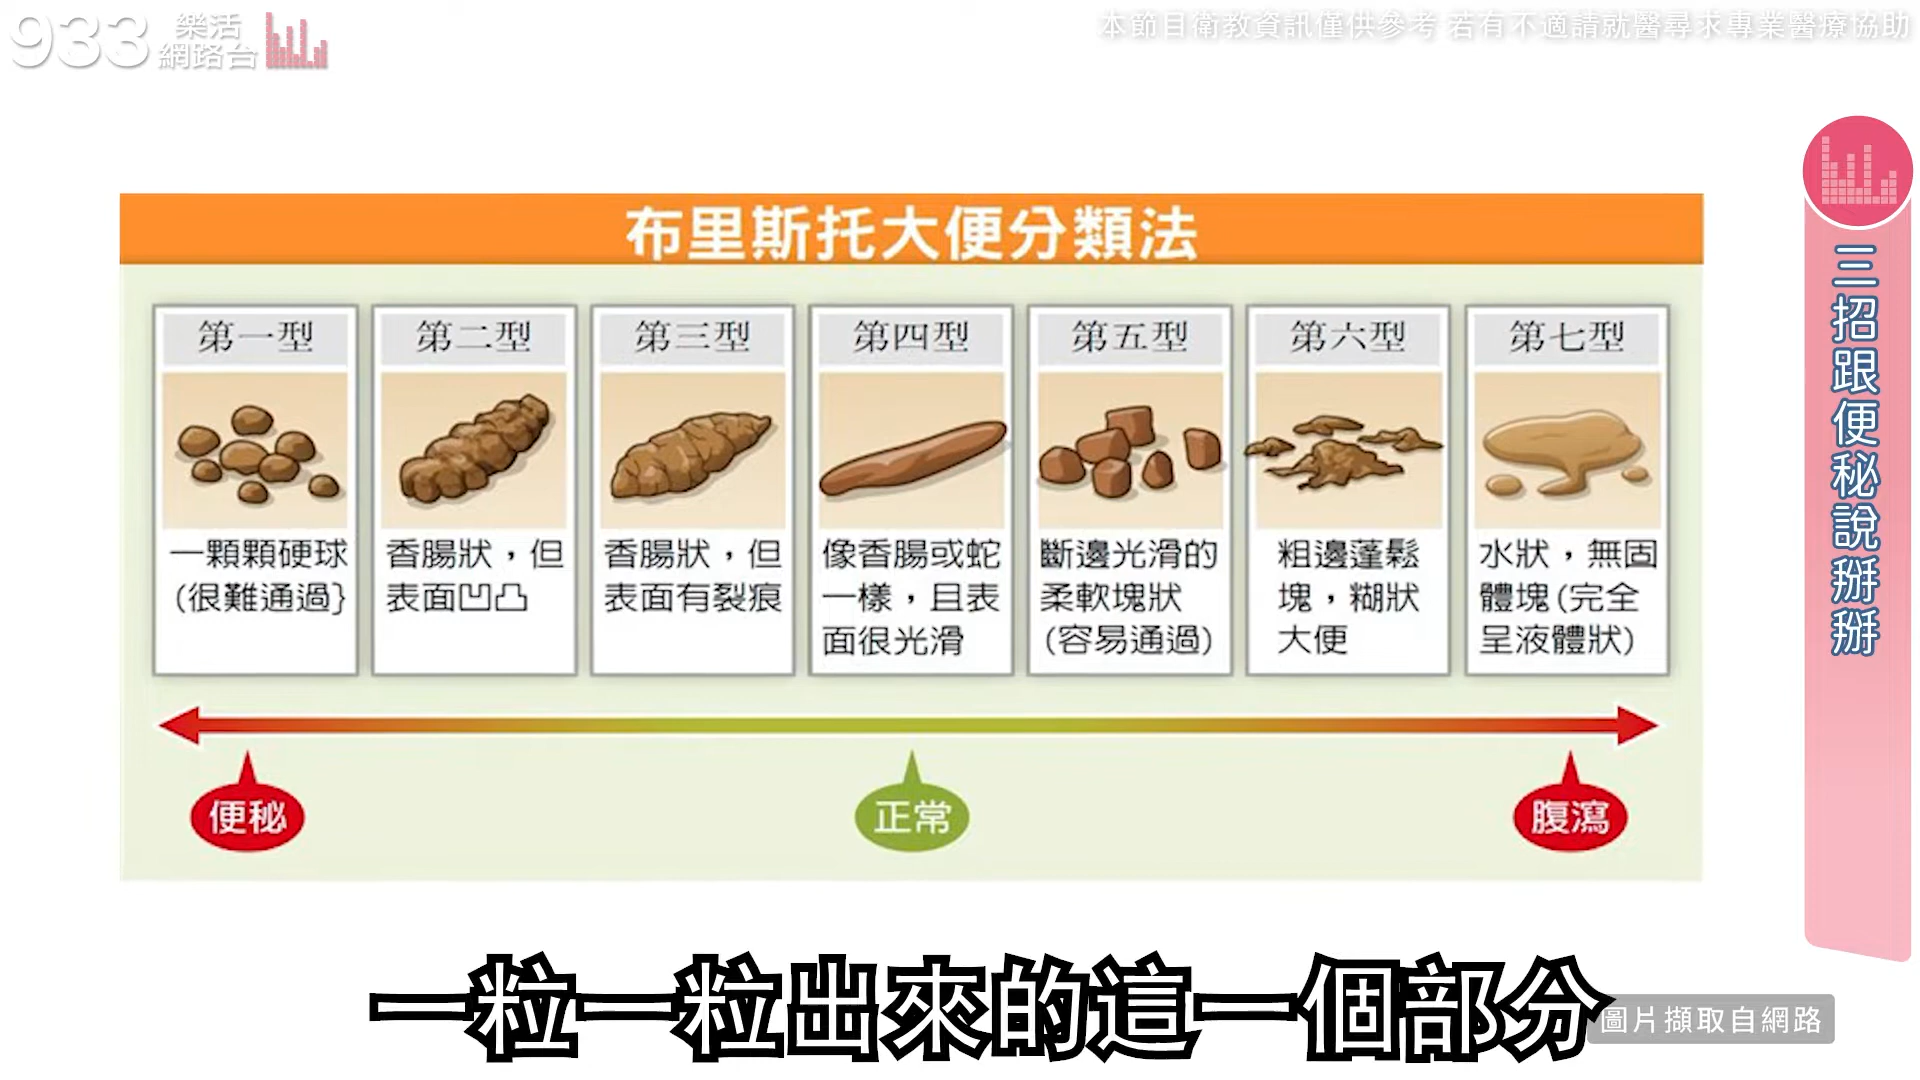 933 樂活
網路台
本節目衛教資訊僅供參考 若有不適請就醫尋求專業醫療協助
三招跟便秘說掰掰
布里斯托大便分類法
第一型
一顆顆硬球
(很難通過}
第二型
香腸狀，但
表面凹凸
第三型
香腸狀，但
表面有裂痕
第四型
像香腸或蛇
一樣，且表
面很光滑
第五型
斷邊光滑的
柔軟塊狀
(容易通過)
第六型
粗邊蓬鬆
塊，糊狀
大便
第七型
水狀，無固
體塊(完全
呈液體狀)
便秘
正常
腹瀉
一粒一粒出來的這一個部分
圖片擷取自網路